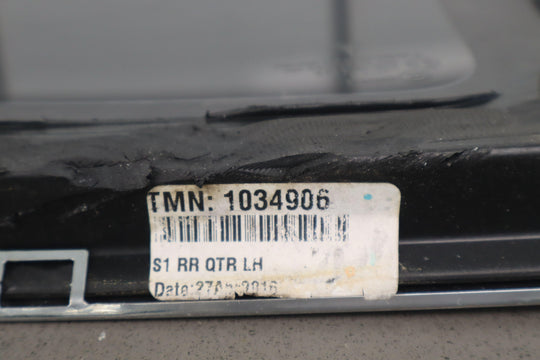 TMN: 1034906
S1 RR QTR LH
Date: